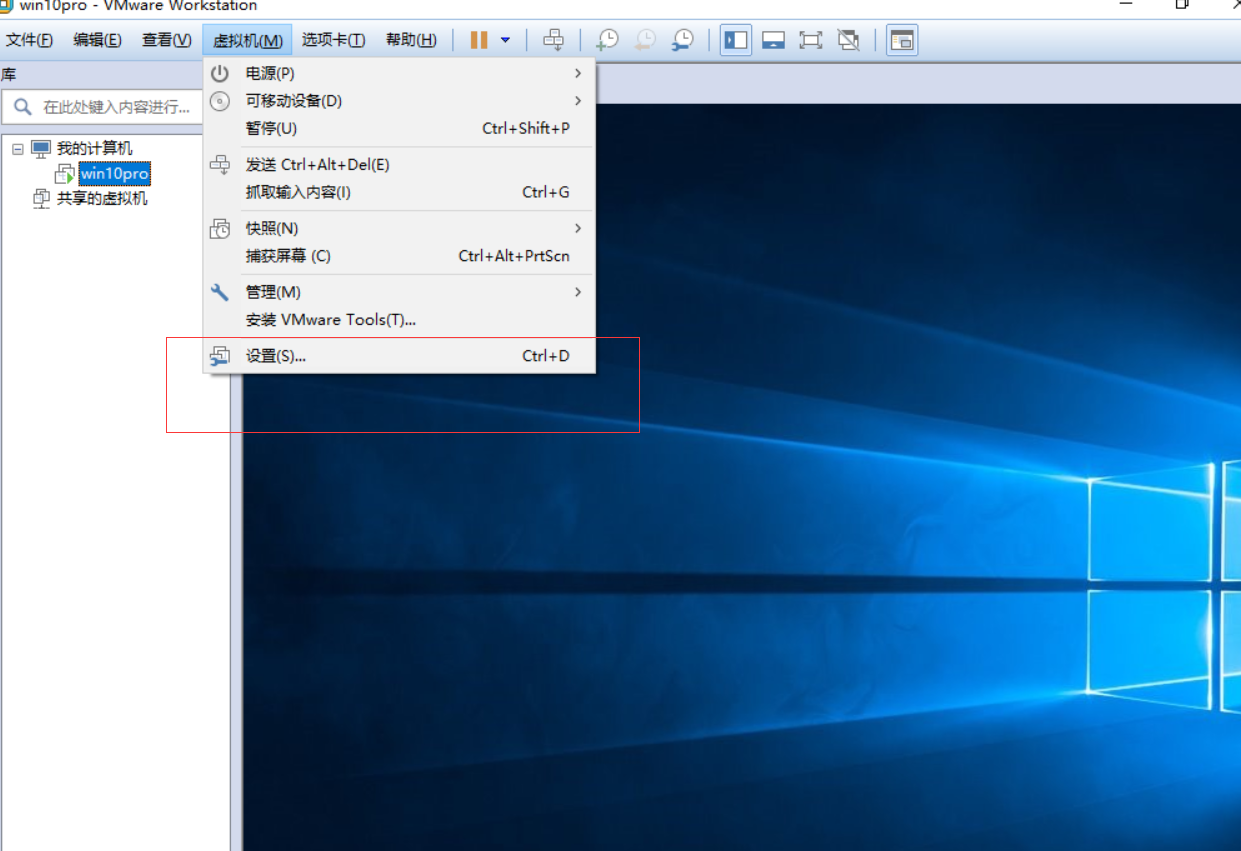 win10pro - VMware Workstation
文件(F) 编辑(E) 查看(V) 虚拟机(M) 选项卡(T) 帮助(H)
库
在此处键入内容进行...
我的计算机
win10pro
共享的虚拟机
电源(P)
可移动设备(D)
暂停(U) Ctrl+Shift+P
发送 Ctrl+Alt+Del(E)
抓取输入内容(I) Ctrl+G
快照(N)
捕获屏幕 (C) Ctrl+Alt+PrtScn
管理(M)
安装 VMware Tools(T)...
设置(S)... Ctrl+D